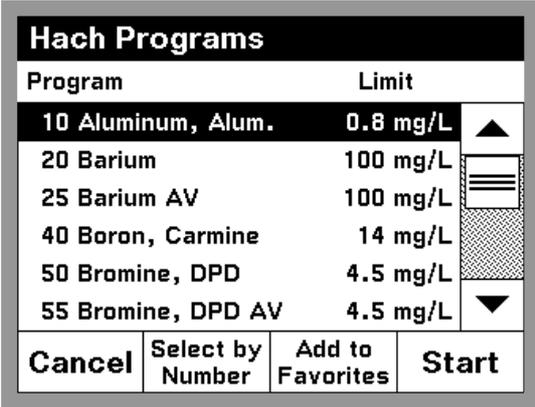 Hach Programs
Program Limit
10 Aluminum, Alum. 0.8 mg/L
20 Barium 100 mg/L
25 Barium AV 100 mg/L
40 Boron, Carmine 14 mg/L
50 Bromine, DPD 4.5 mg/L
55 Bromine, DPD AV 4.5 mg/L
Cancel Select by Number Add to Favorites Start